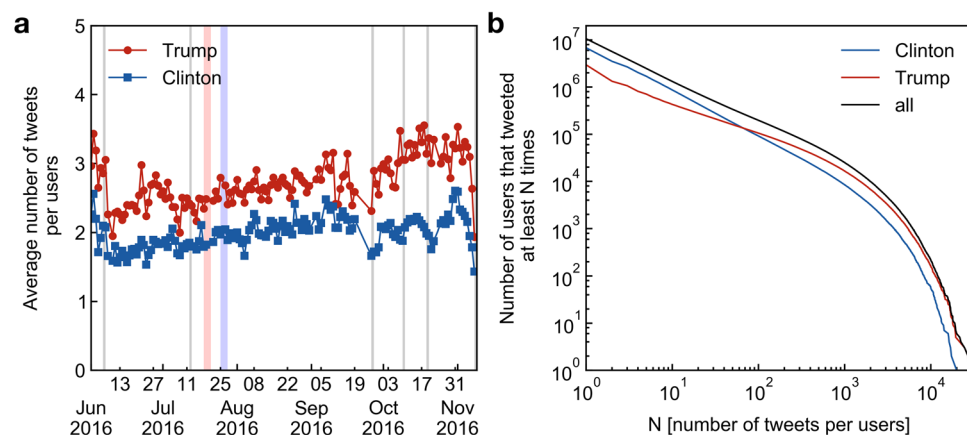 a
Average number of tweets
per users
5
4
3
2
1
0
Trump
Clinton
13 27 11 25 08 22 05 19 03 17 31
Jun Jul Aug Sep Oct Nov
2016 2016 2016 2016 2016 2016
b
Number of users that tweeted
at least N times
10^7
10^6
10^5
10^4
10^3
10^2
10^1
10^0
Clinton
Trump
all
10^0 10^1 10^2 10^3 10^4
N [number of tweets per users]